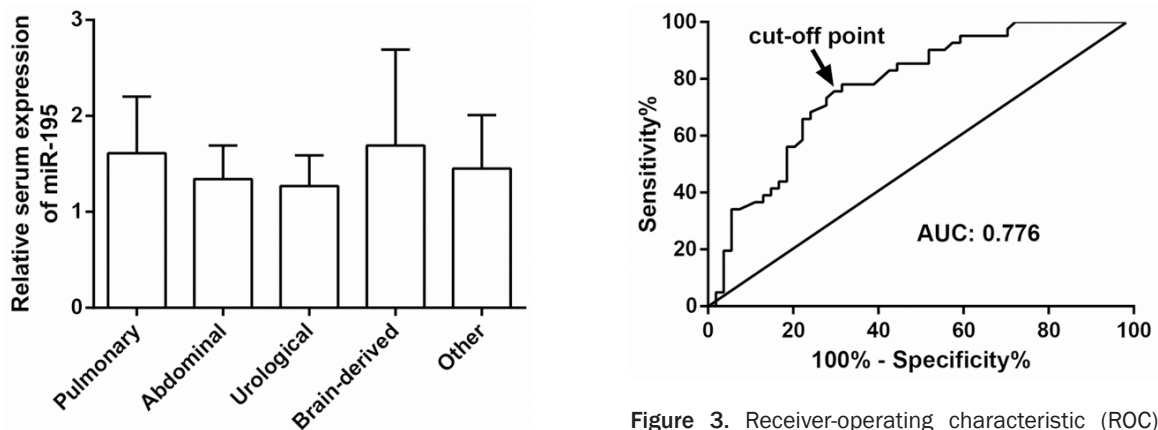 Relative serum expression
of miR-195
3
2
1
0
Pulmonary
Abdominal
Urological
Brain-derived
Other
Sensitivity%
100
80
60
40
20
0
cut-off point
AUC: 0.776
0 20 40 60 80 100
100% - Specificity%
Figure 3. Receiver-operating characteristic (ROC)